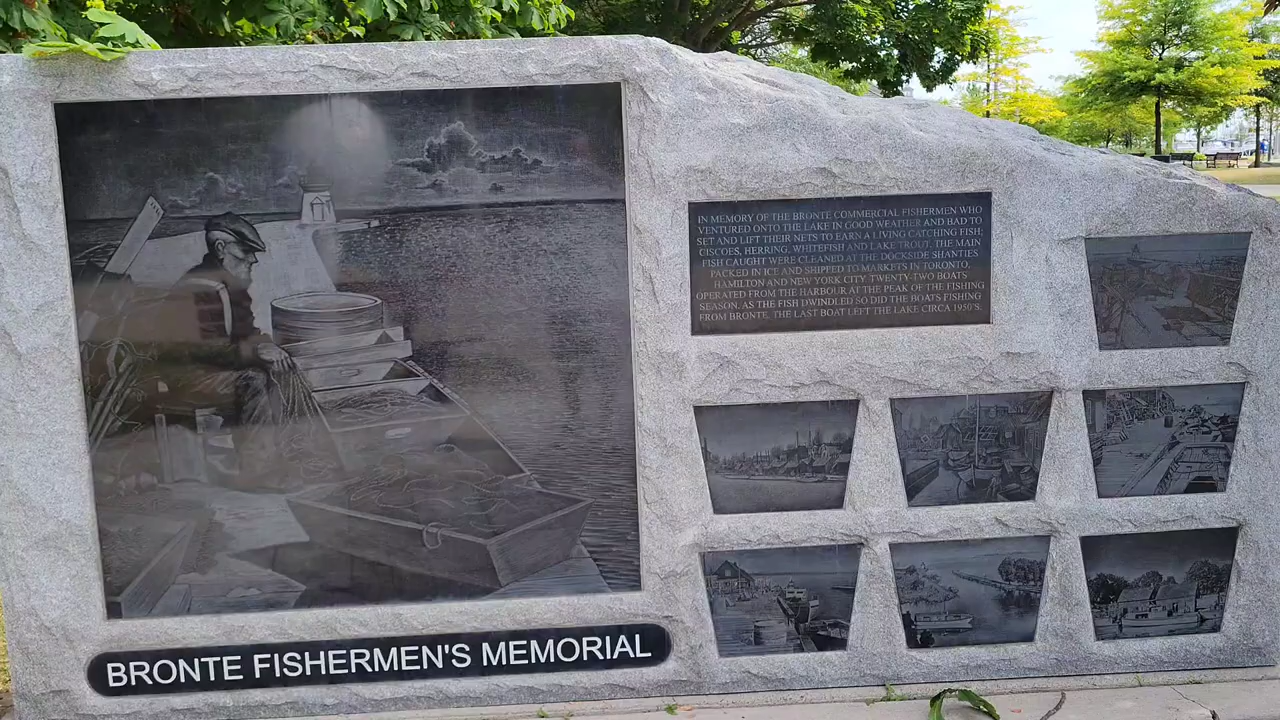 IN MEMORY OF THE BRONTE COMMERCIAL FISHERMEN WHO
VENTURED ONTO THE LAKE IN GOOD WEATHER AND BAD TO
SET AND LIFT THEIR NETS TO EARN A LIVING CATCHING FISH;
CISCOES, HERRING, WHITEFISH AND LAKE TROUT. THE MAIN
FISH CAUGHT WERE CLEANED AT THE DOCKSIDE SHANTIES
PACKED IN ICE AND SHIPPED TO MARKETS IN TORONTO,
HAMILTON AND NEW YORK CITY. TWENTY-TWO BOATS
OPERATED FROM THE HARBOUR AT THE PEAK OF THE FISHING
SEASON. AS THE FISH DWINDLED SO DID THE BOATS FISHING
FROM BRONTE. THE LAST BOAT LEFT THE LAKE CIRCA 1950'S.
BRONTE FISHERMEN'S MEMORIAL